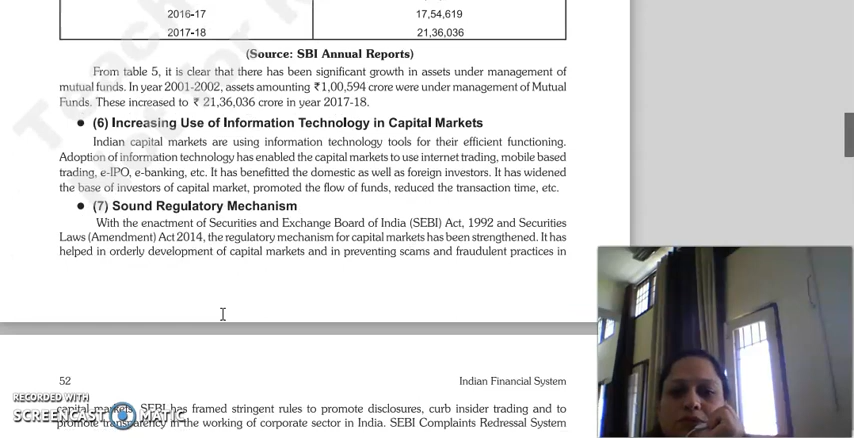 2016-17 17,54,619
2017-18 21,36,036
(Source: SBI Annual Reports)
From table 5, it is clear that there has been significant growth in assets under management of
mutual funds. In year 2001-2002, assets amounting ₹1,00,594 crore were under management of Mutual
Funds. These increased to ₹ 21,36,036 crore in year 2017-18.
• (6) Increasing Use of Information Technology in Capital Markets
Indian capital markets are using information technology tools for their efficient functioning.
Adoption of information technology has enabled the capital markets to use internet trading, mobile based
trading, e-IPO, e-banking, etc. It has benefitted the domestic as well as foreign investors. It has widened
the base of investors of capital market, promoted the flow of funds, reduced the transaction time, etc.
• (7) Sound Regulatory Mechanism
With the enactment of Securities and Exchange Board of India (SEBI) Act, 1992 and Securities
Laws (Amendment) Act 2014, the regulatory mechanism for capital markets has been strengthened. It has
helped in orderly development of capital markets and in preventing scams and fraudulent practices in
52 Indian Financial System
RECORDED WITH
SCREENCAST MATIC
capital markets. SEBI has framed stringent rules to promote disclosures, curb insider trading and to
promote transparency in the working of corporate sector in India. SEBI Complaints Redressal System